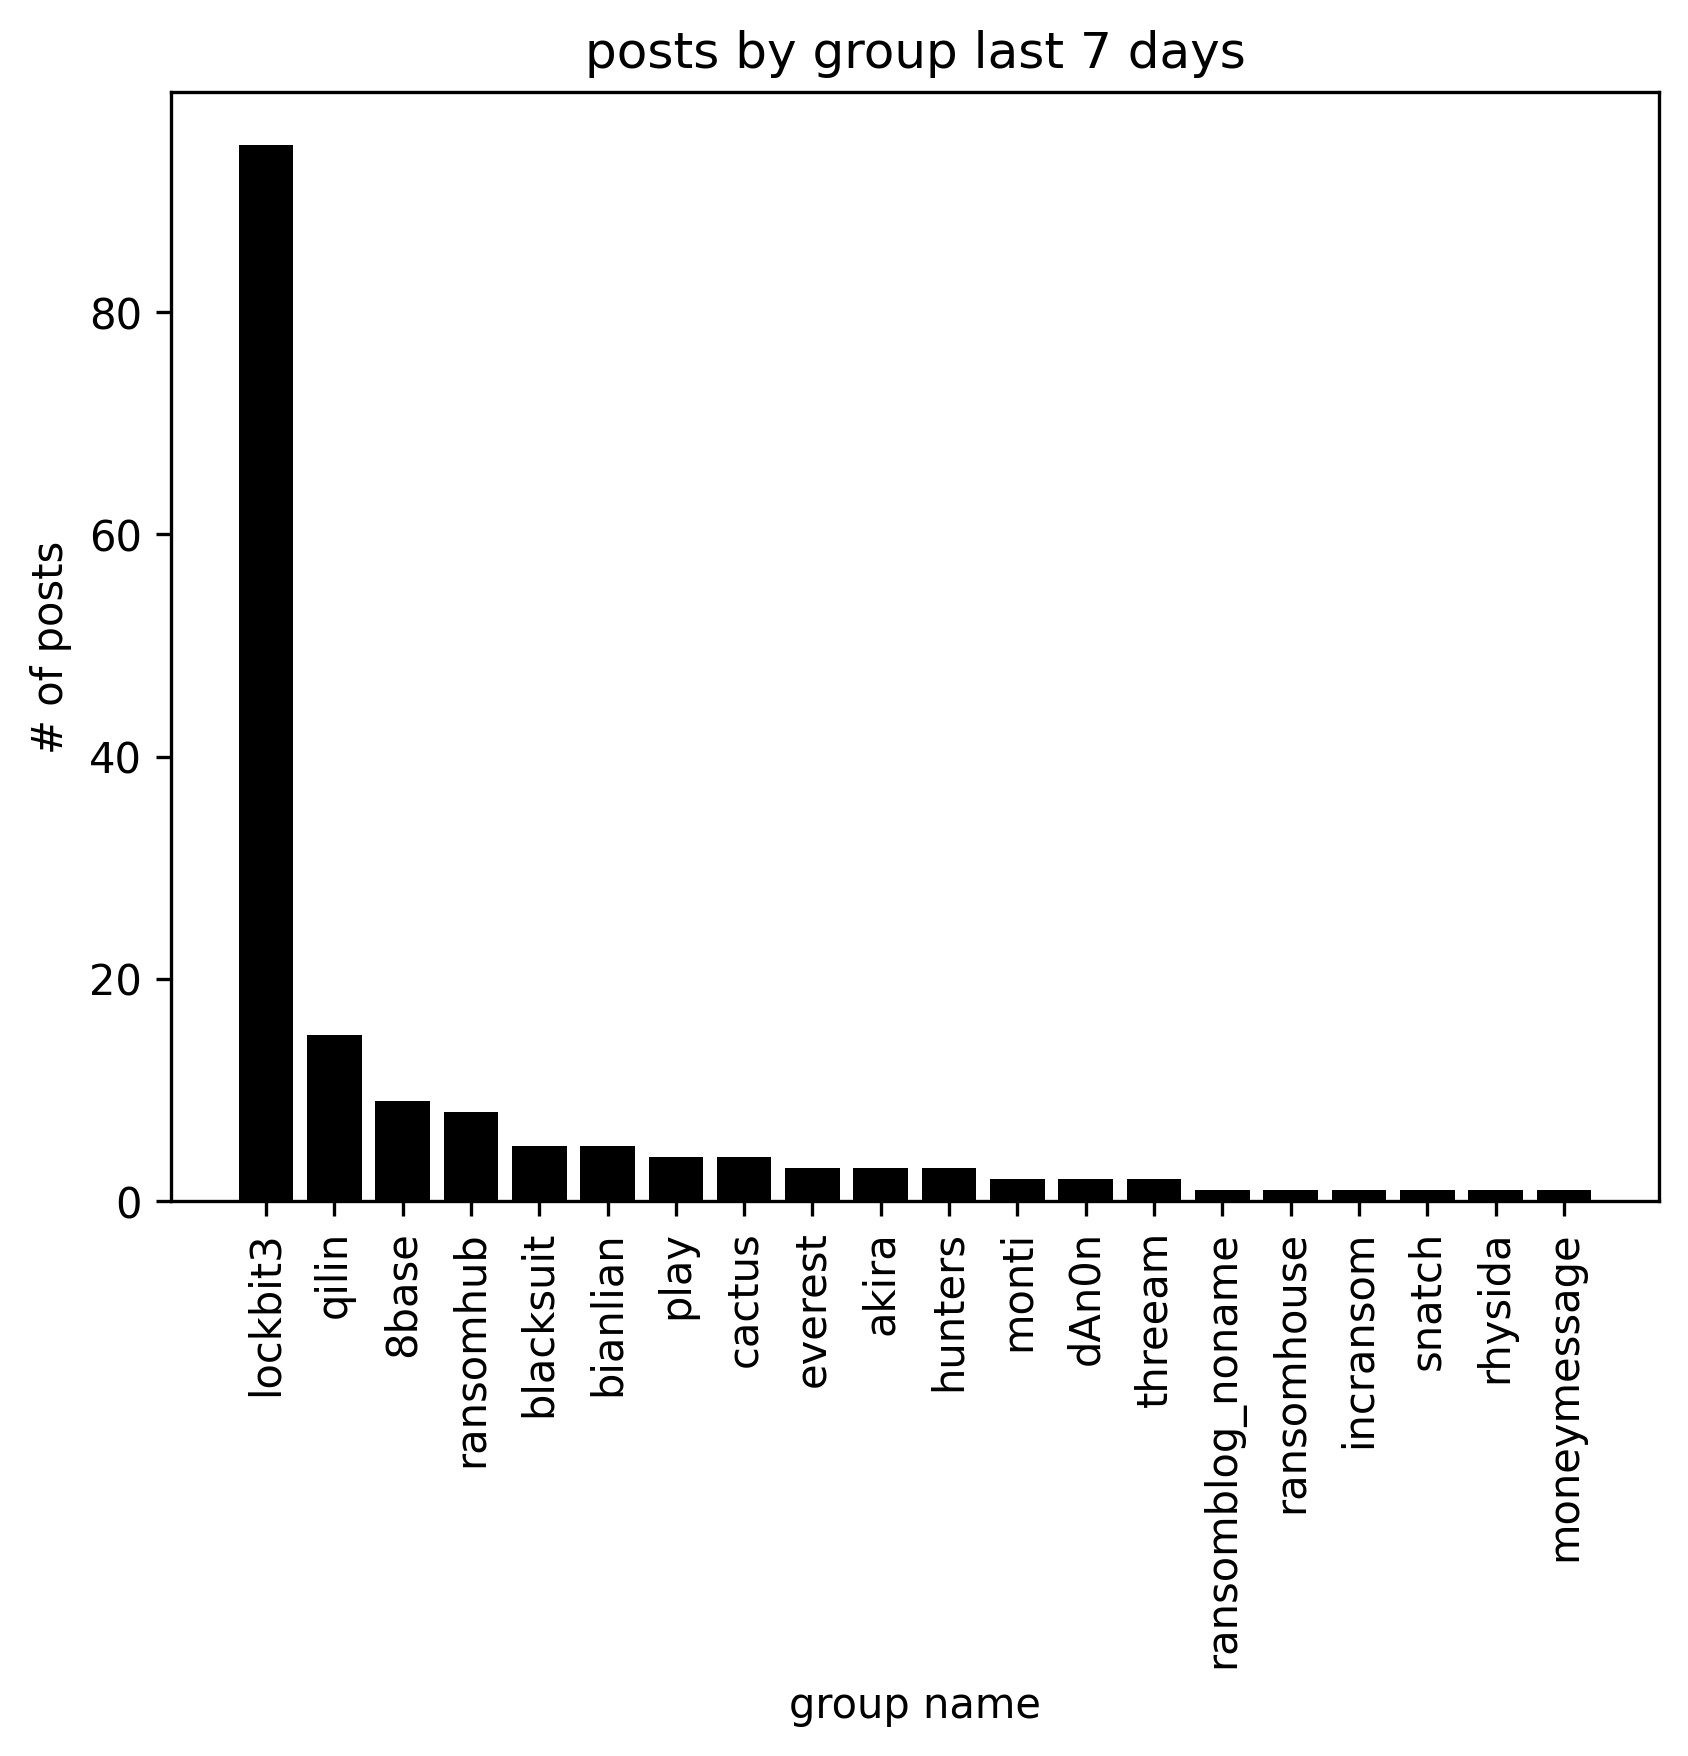 posts by group last 7 days
# of posts
80
60
40
20
0
lockbit3
qilin
8base
ransomhub
blacksuit
bianlian
play
cactus
everest
akira
hunters
monti
dAn0n
threeam
ransomblog_noname
ransomhouse
incransom
snatch
rhysida
moneymessage
group name